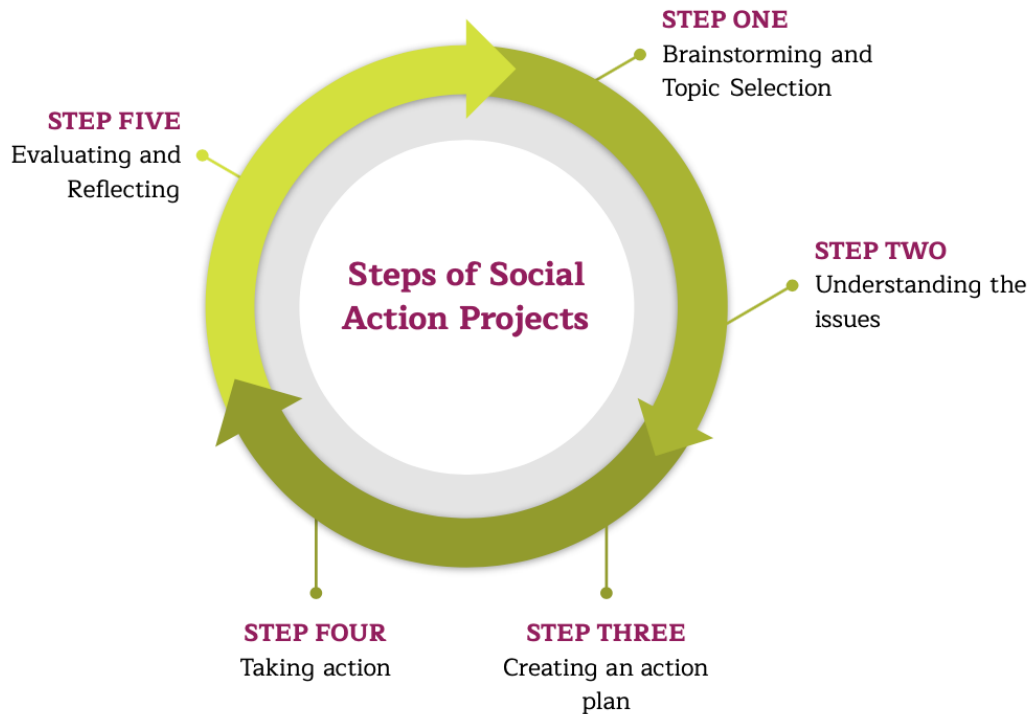 STEP ONE
Brainstorming and
Topic Selection
STEP TWO
Understanding the
issues
STEP THREE
Creating an action
plan
STEP FOUR
Taking action
STEP FIVE
Evaluating and
Reflecting
Steps of Social
Action Projects